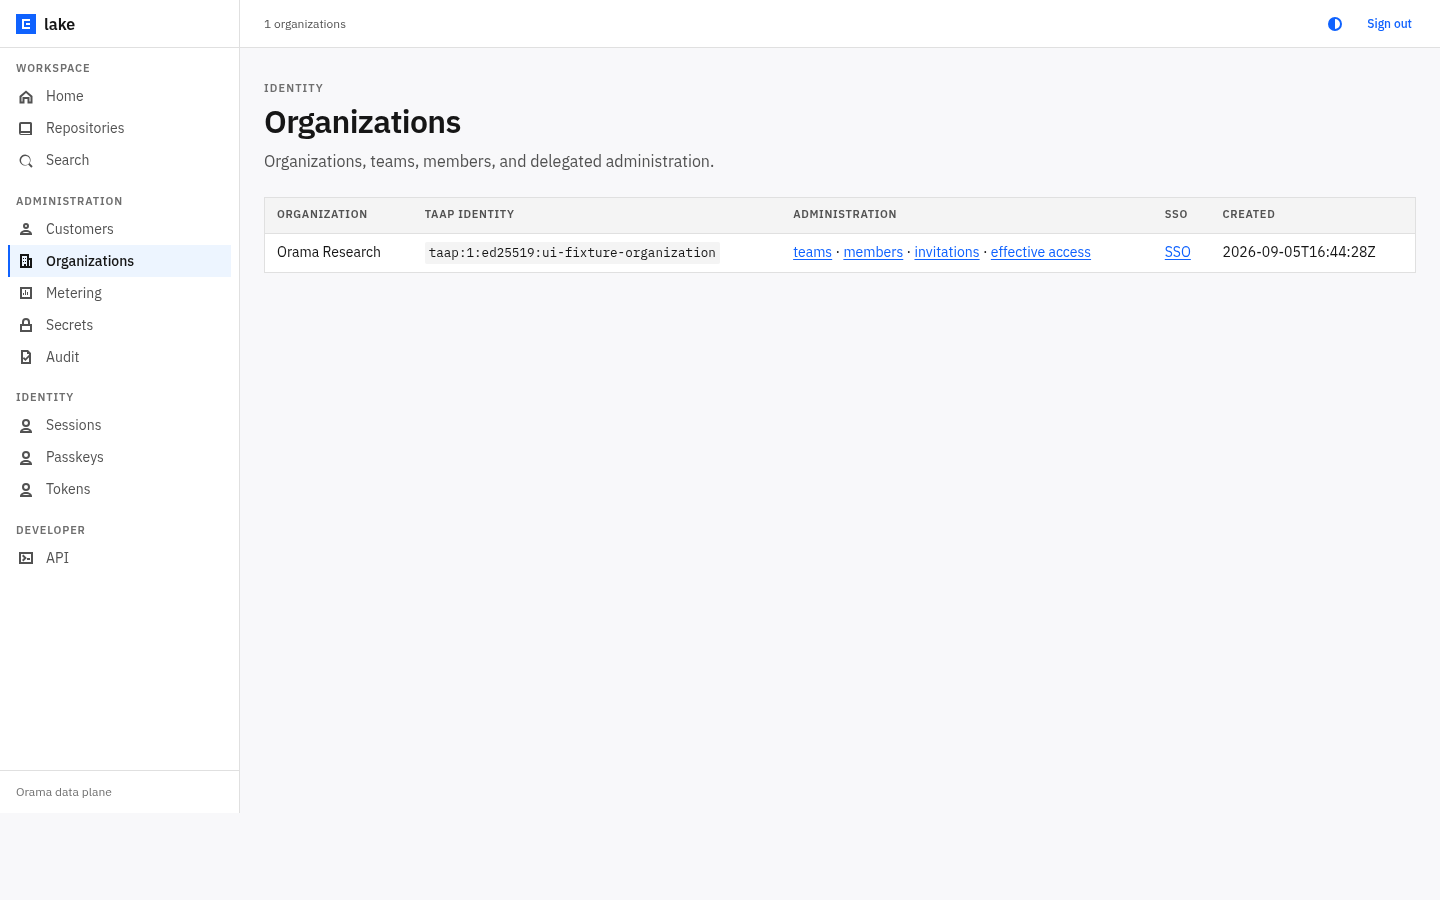 lake
1 organizations
Sign out
WORKSPACE
Home
Repositories
Search
ADMINISTRATION
Customers
Organizations
Metering
Secrets
Audit
IDENTITY
Sessions
Passkeys
Tokens
DEVELOPER
API
Orama data plane
IDENTITY
Organizations
Organizations, teams, members, and delegated administration.
ORGANIZATION TAAP IDENTITY ADMINISTRATION SSO CREATED
Orama Research taap:1:ed25519:ui-fixture-organization teams · members · invitations · effective access SSO 2026-09-05T16:44:28Z